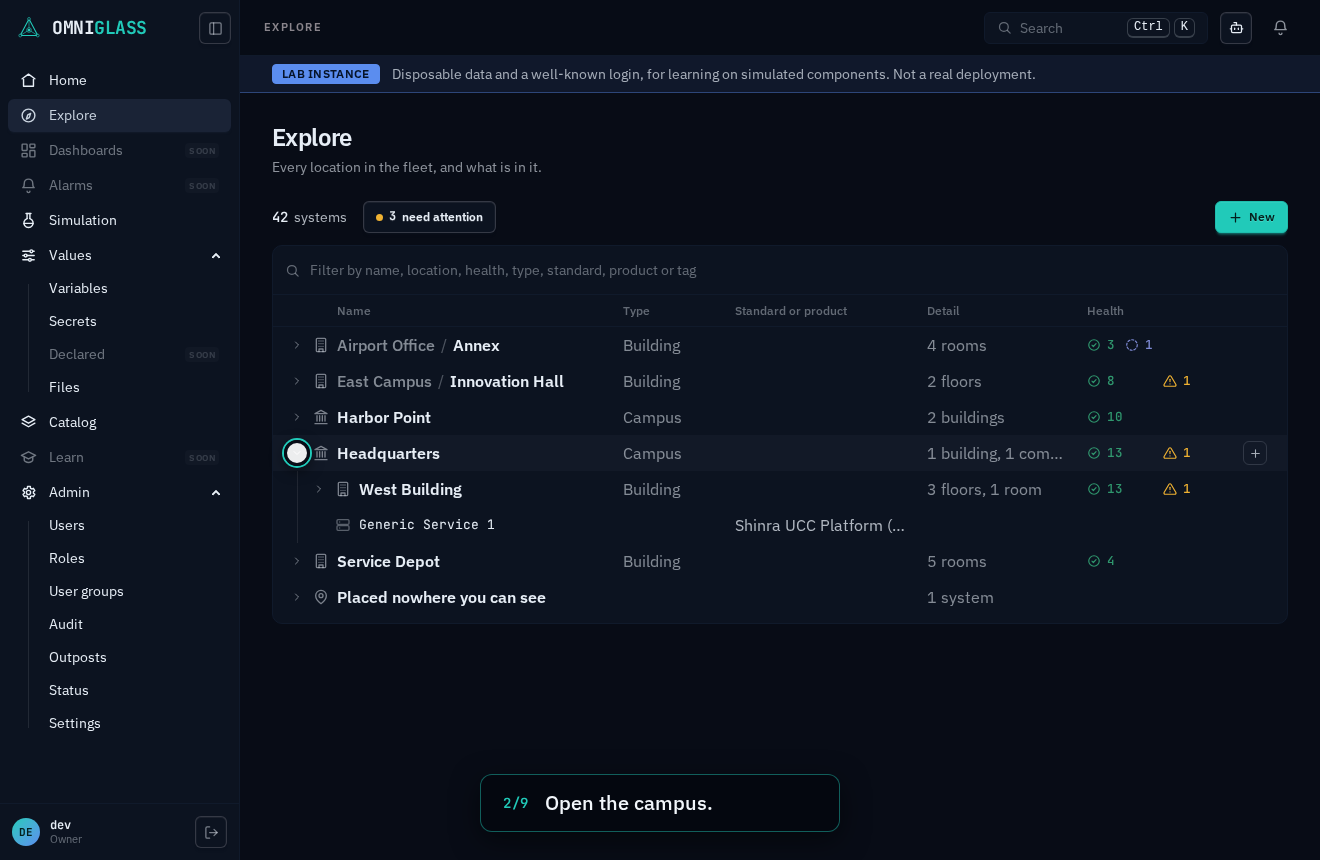 OMNIGLASS
EXPLORE
Search
Ctrl K
LAB INSTANCE Disposable data and a well-known login, for learning on simulated components. Not a real deployment.
Home
Explore
Dashboards SOON
Alarms SOON
Simulation
Values
Variables
Secrets
Declared SOON
Files
Catalog
Learn SOON
Admin
Users
Roles
User groups
Audit
Outposts
Status
Settings
DE dev
Owner
Explore
Every location in the fleet, and what is in it.
42 systems
3 need attention
New
Filter by name, location, health, type, standard, product or tag
Name Type Standard or product Detail Health
Airport Office / Annex Building 4 rooms 3 1
East Campus / Innovation Hall Building 2 floors 8 1
Harbor Point Campus 2 buildings 10
Headquarters Campus 1 building, 1 com... 13 1
West Building Building 3 floors, 1 room 13 1
Generic Service 1 Shinra UCC Platform (...
Service Depot Building 5 rooms 4
Placed nowhere you can see 1 system
2/9 Open the campus.